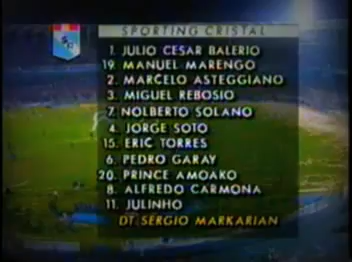 SPORTING CRISTAL
1. JULIO CESAR BALERIO
19. MANUEL MARENGO
2. MARCELO ASTEGGIANO
3. MIGUEL REBOSIO
7. NOLBERTO SOLANO
4. JORGE SOTO
15. ERIC TORRES
6. PEDRO GARAY
20. PRINCE AMOAKO
8. ALFREDO CARMONA
11. JULINHO
DT. SERGIO MARKARIAN